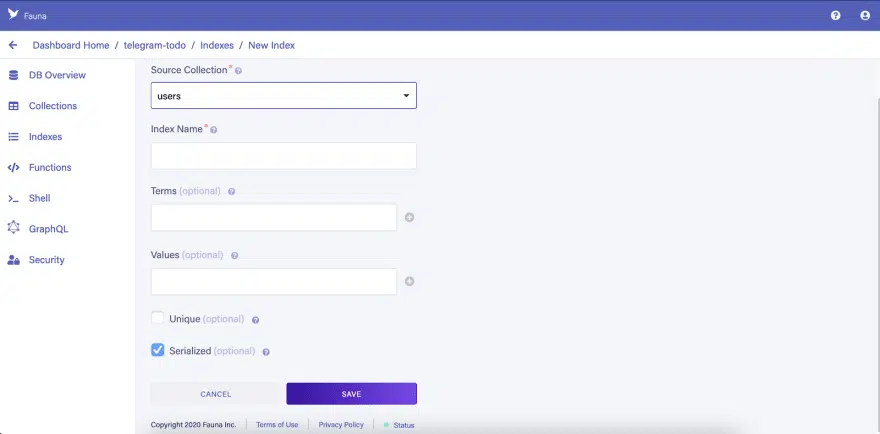 Fauna
Dashboard Home / telegram-todo / Indexes / New Index
DB Overview
Collections
Indexes
Functions
Shell
GraphQL
Security
Source Collection*
users
Index Name*
Terms (optional)
Values (optional)
Unique (optional)
Serialized (optional)
CANCEL
SAVE
Copyright 2020 Fauna Inc. Terms of Use Privacy Policy Status